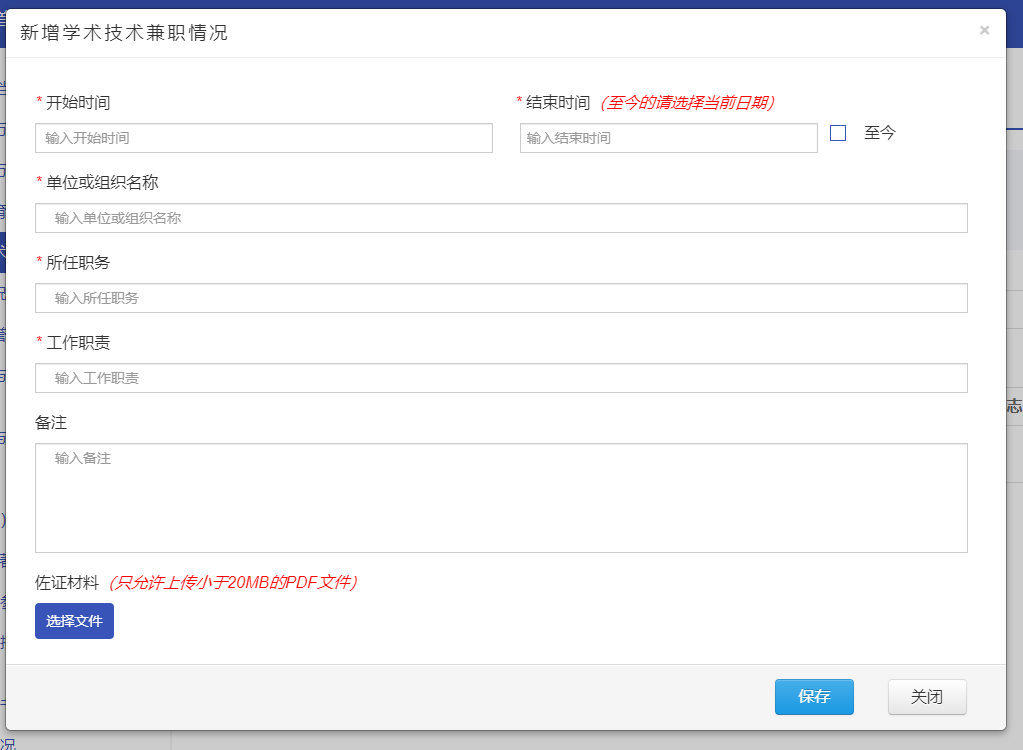 新增学术技术兼职情况
×
* 开始时间
* 结束时间 （至今的请选择当前日期）
输入开始时间
输入结束时间
至今
* 单位或组织名称
输入单位或组织名称
* 所任职务
输入所任职务
* 工作职责
输入工作职责
志
备注
输入备注
佐证材料 （只允许上传小于20MB的PDF文件）
选择文件
保存
关闭
况